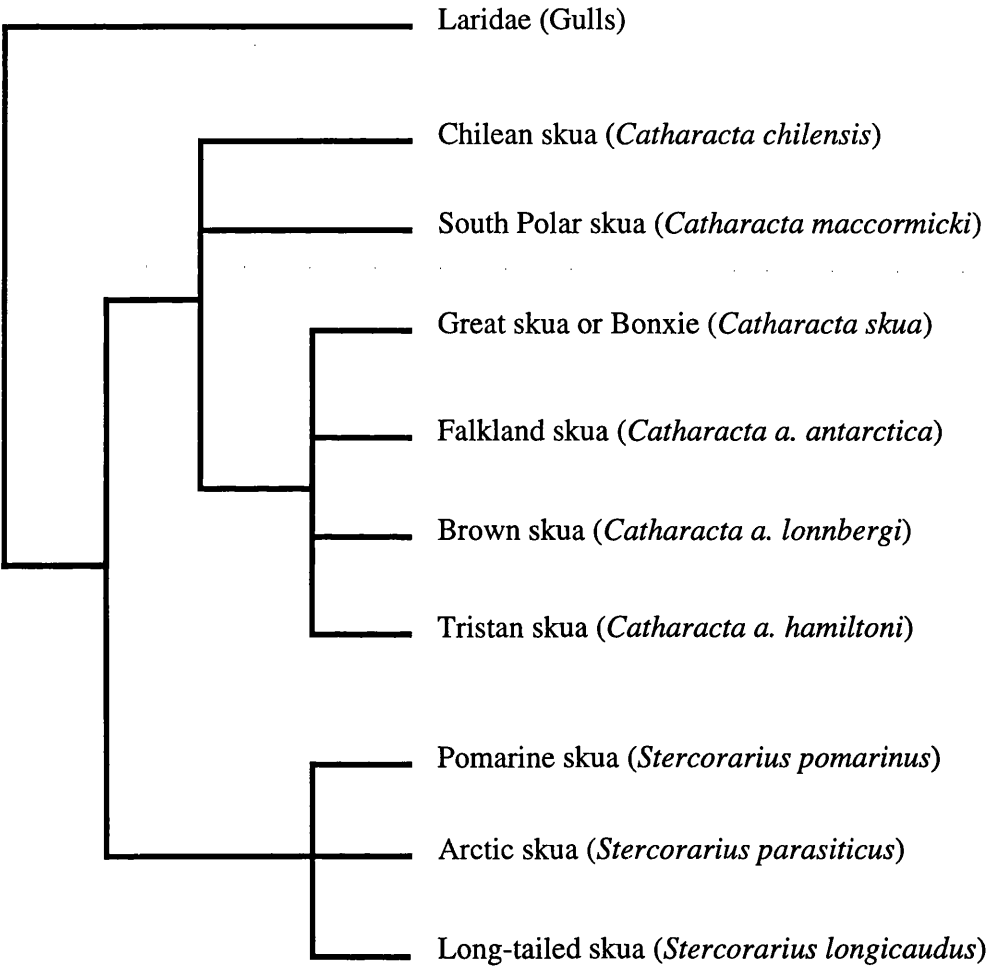 Laridae (Gulls)
Chilean skua (Catharacta chilensis)
South Polar skua (Catharacta maccormicki)
Great skua or Bonxie (Catharacta skua)
Falkland skua (Catharacta a. antarctica)
Brown skua (Catharacta a. lonnbergi)
Tristan skua (Catharacta a. hamiltoni)
Pomarine skua (Stercorarius pomarinus)
Arctic skua (Stercorarius parasiticus)
Long-tailed skua (Stercorarius longicaudus)